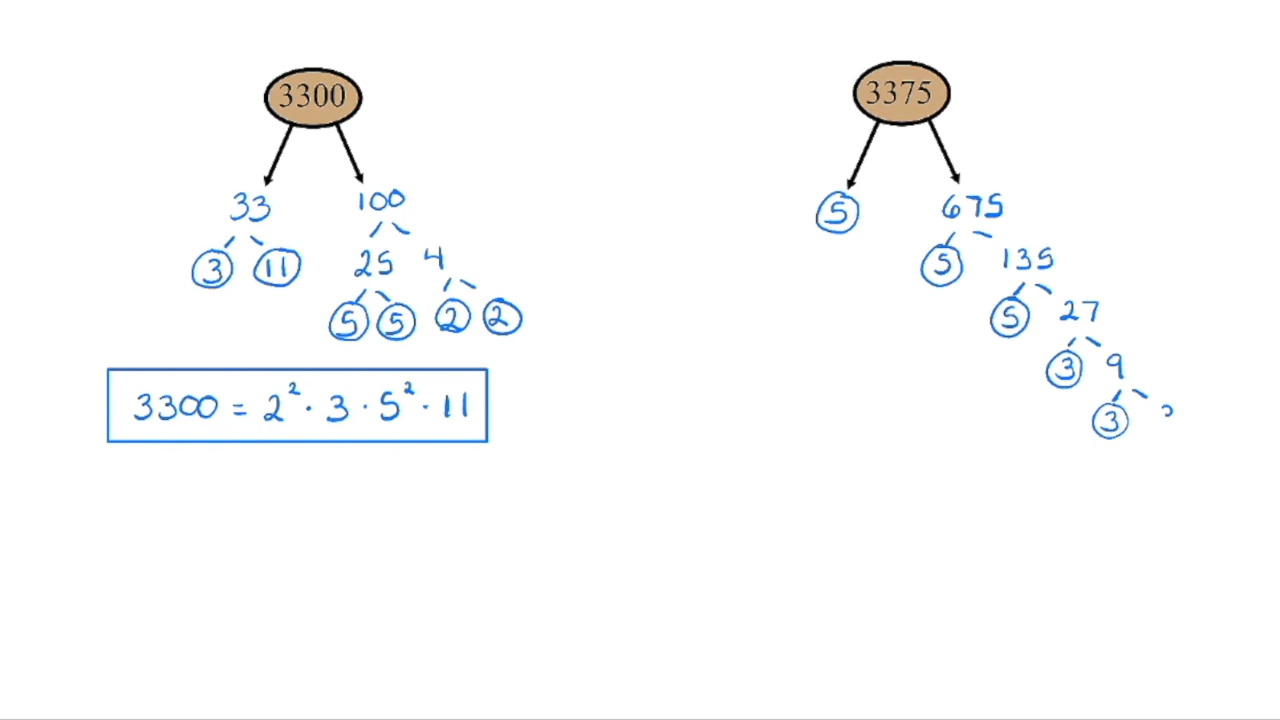 3300
33 100
3 11 25 4
5 5 2 2
3300 = 2² · 3 · 5² · 11
3375
5 675
5 135
5 27
3 9
3